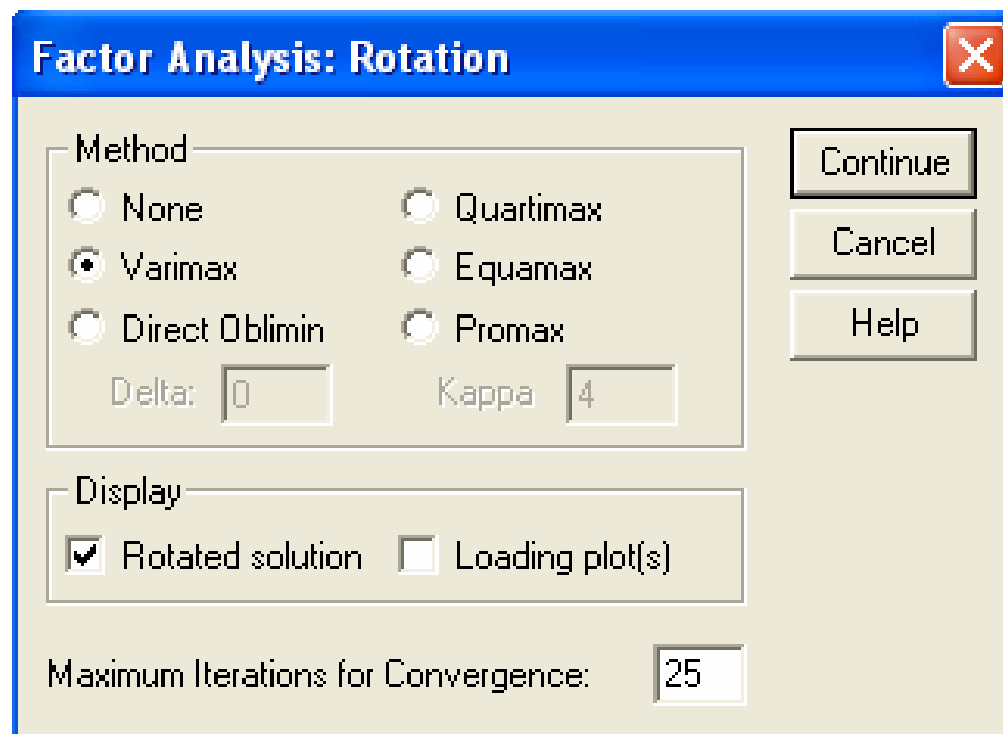 Factor Analysis: Rotation
Method
None
Quartimax
Varimax
Equamax
Direct Oblimin
Promax
Delta: 0
Kappa 4
Display
Rotated solution
Loading plot(s)
Maximum Iterations for Convergence: 25
Continue
Cancel
Help